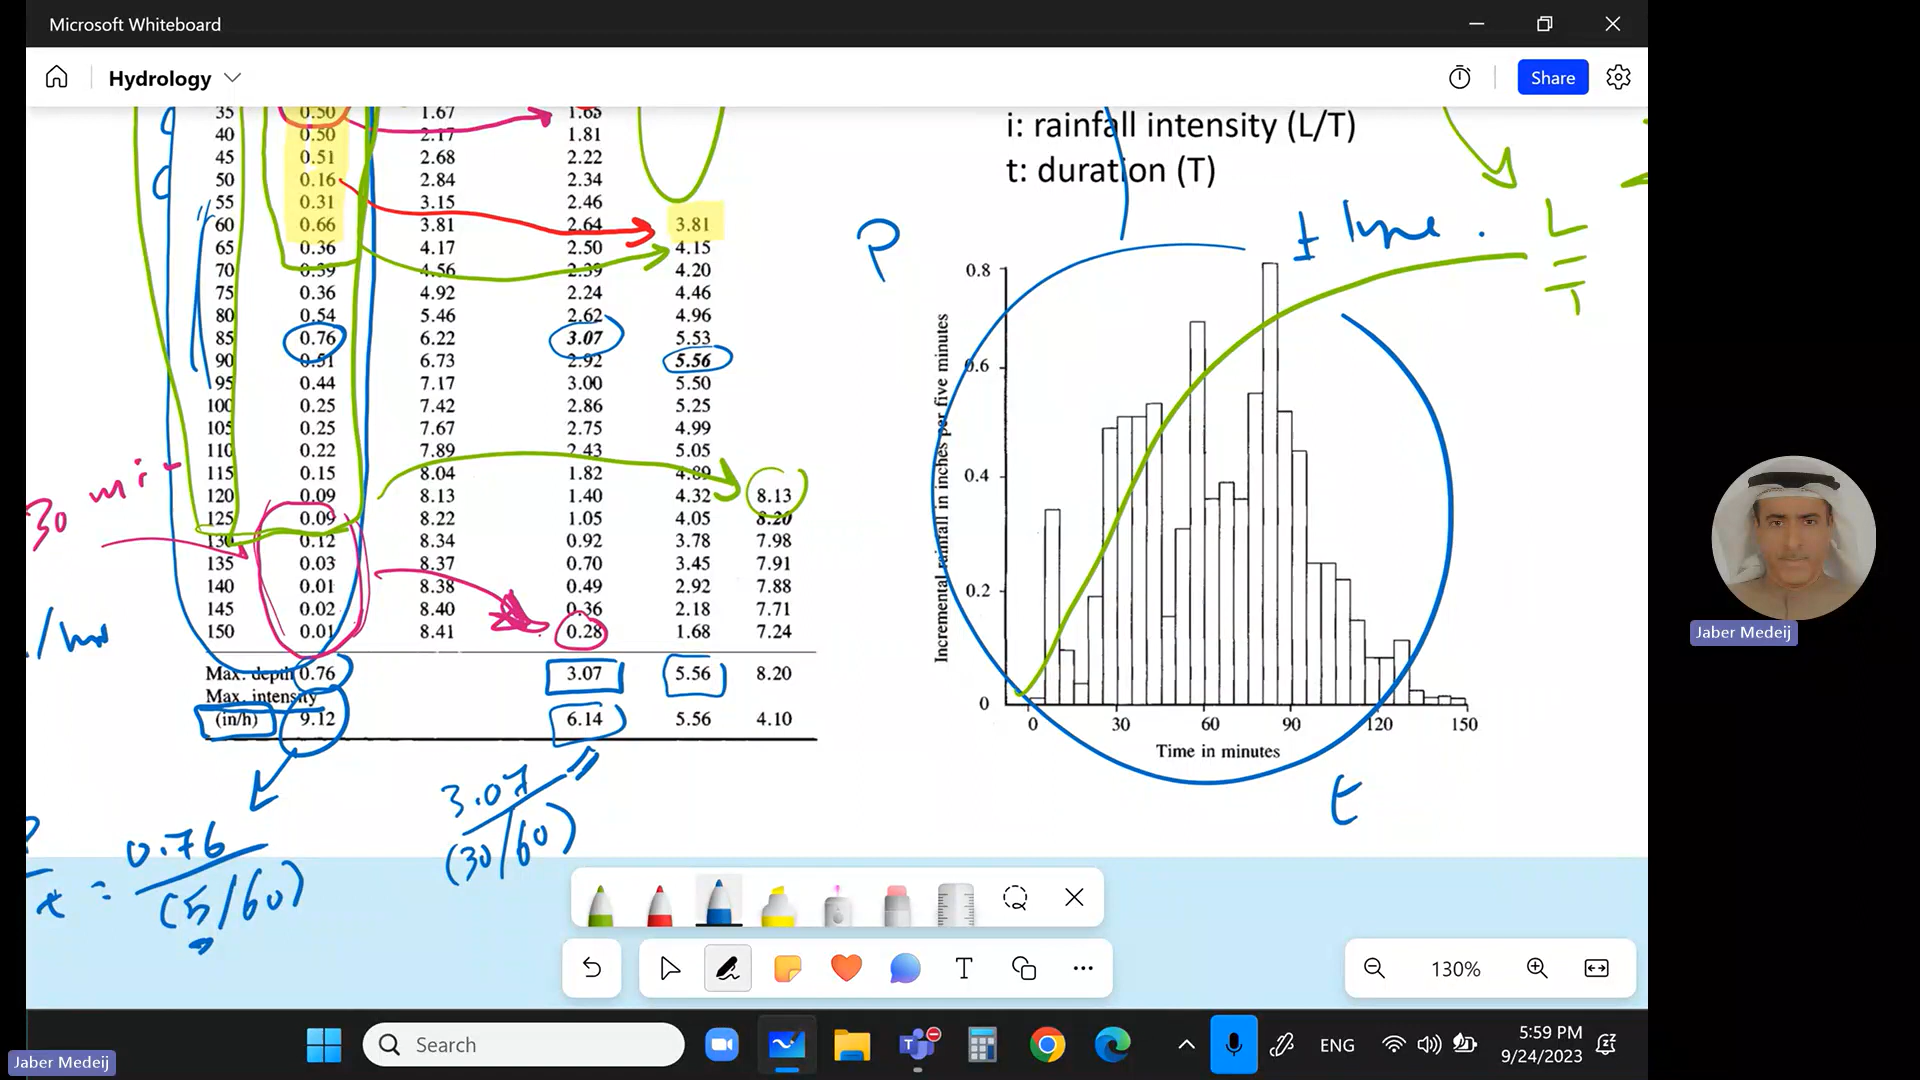 Microsoft Whiteboard
Hydrology
Share
35 0.50 1.67 1.65
40 0.50 2.17 1.81
45 0.51 2.68 2.22
50 0.16 2.84 2.34
55 0.31 3.15 2.46
60 0.66 3.81 2.64 3.81
65 0.36 4.17 2.50 4.15
70 0.39 4.56 2.39 4.20
75 0.36 4.92 2.24 4.46
80 0.54 5.46 2.62 4.96
85 0.76 6.22 3.07 5.53
90 0.51 6.73 2.92 5.56
95 0.44 7.17 3.00 5.50
100 0.25 7.42 2.86 5.25
105 0.25 7.67 2.75 4.99
110 0.22 7.89 2.43 5.05
115 0.15 8.04 1.82 4.89
120 0.09 8.13 1.40 4.32 8.13
125 0.09 8.22 1.05 4.05 8.20
130 0.12 8.34 0.92 3.78 7.98
135 0.03 8.37 0.70 3.45 7.91
140 0.01 8.38 0.49 2.92 7.88
145 0.02 8.40 0.36 2.18 7.71
150 0.01 8.41 0.28 1.68 7.24
Max. depth 0.76 3.07 5.56 8.20
Max. intensity
(in/h) 9.12 6.14 5.56 4.10
30
0.76
= (5/60)
3.07
(30/60)
i: rainfall intensity (L/T)
t: duration (T)
P
L
T
Incremental rainfall in inches per five minutes
0.8
0.6
0.4
0.2
0
0 30 60 90 120 150
Time in minutes
t
Jaber Medeij
130%
Search
ENG
5:59 PM
9/24/2023
Jaber Medeij